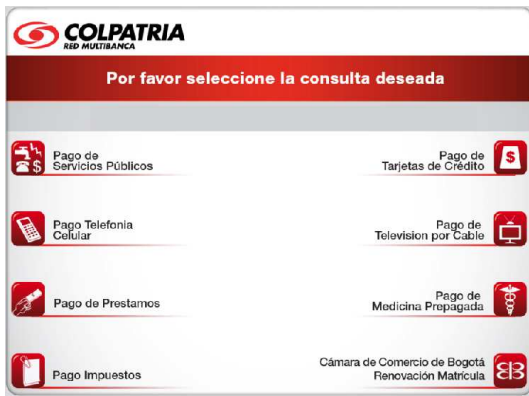 COLPATRIA
RED MULTIBANCA
Por favor seleccione la consulta deseada
Pago de
Servicios Públicos
Pago de
Tarjetas de Crédito
Pago Telefonia
Celular
Pago de
Television por Cable
Pago de Prestamos
Pago de
Medicina Prepagada
Pago Impuestos
Cámara de Comercio de Bogotá
Renovación Matrícula